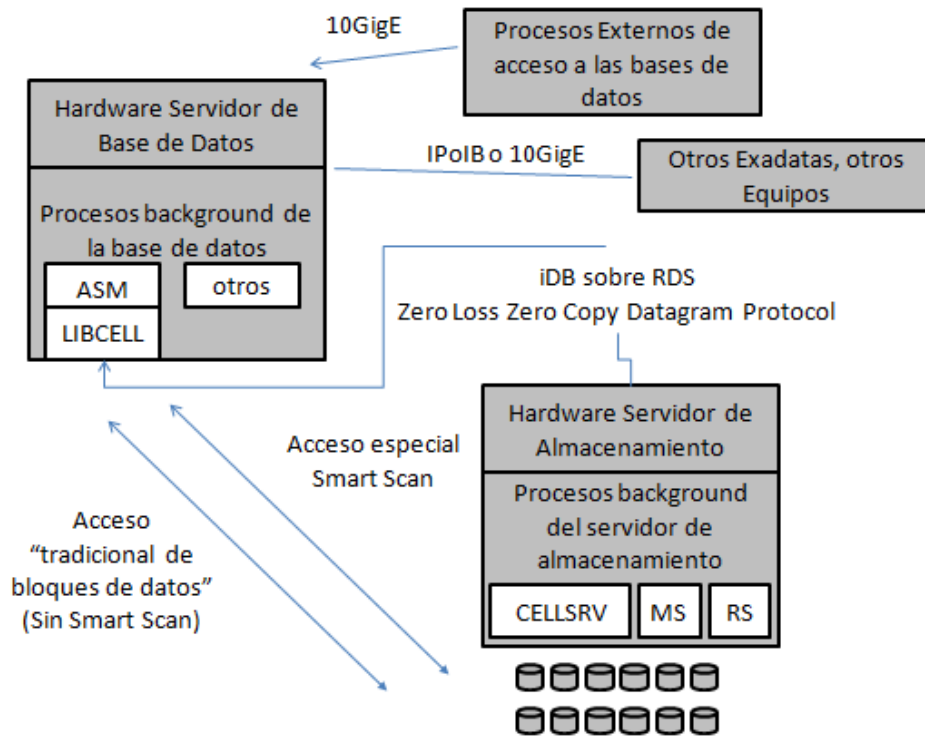 10GigE
Procesos Externos de
acceso a las bases de
datos
Hardware Servidor de
Base de Datos
IPoIB o 10GigE
Otros Exadatas, otros
Equipos
Procesos background de
la base de datos
ASM
otros
LIBCELL
iDB sobre RDS
Zero Loss Zero Copy Datagram Protocol
Hardware Servidor de
Almacenamiento
Acceso especial
Smart Scan
Procesos background
del servidor de
almacenamiento
Acceso
“tradicional de
bloques de datos”
(Sin Smart Scan)
CELLSRV
MS
RS